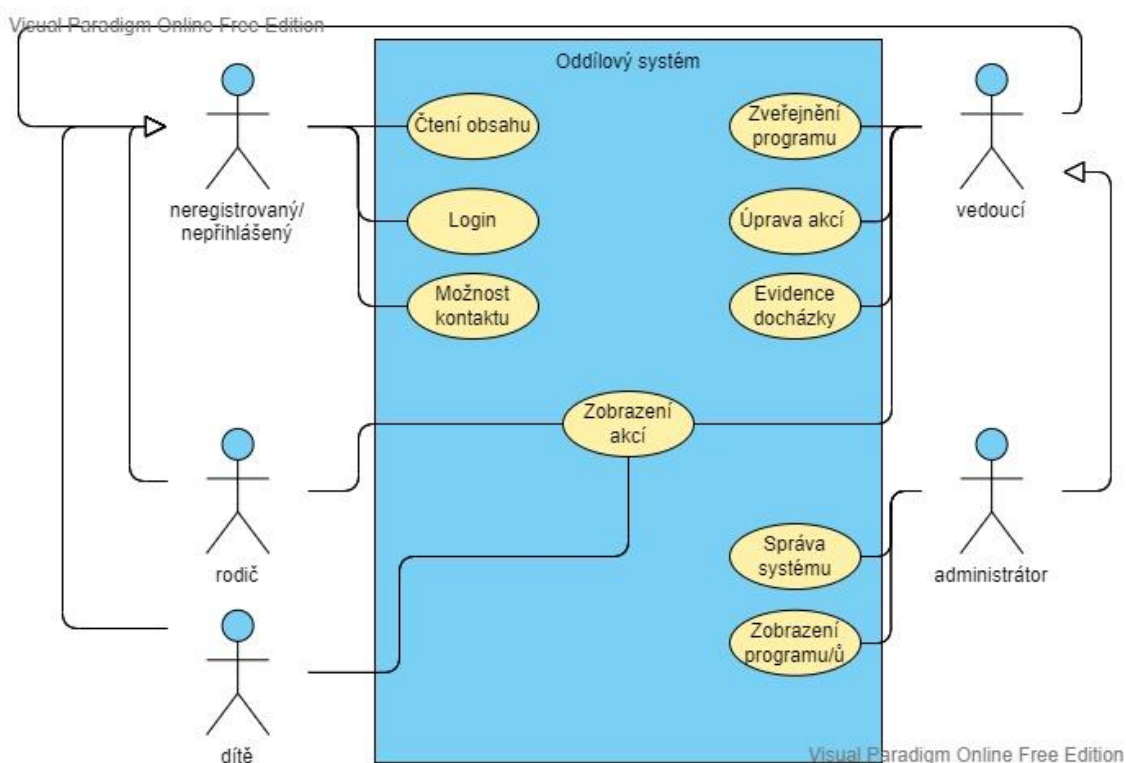 Visual Paradigm Online Free Edition
Oddílový systém
Čtení obsahu
Zveřejnění
programu
neregistrovaný/
nepřihlášený
Login
Úprava akcí
vedoucí
Možnost
kontaktu
Evidence
docházky
Zobrazení
akcí
rodič
Správa
systému
administrátor
Zobrazení
programu/ů
dítě
Visual Paradigm Online Free Edition